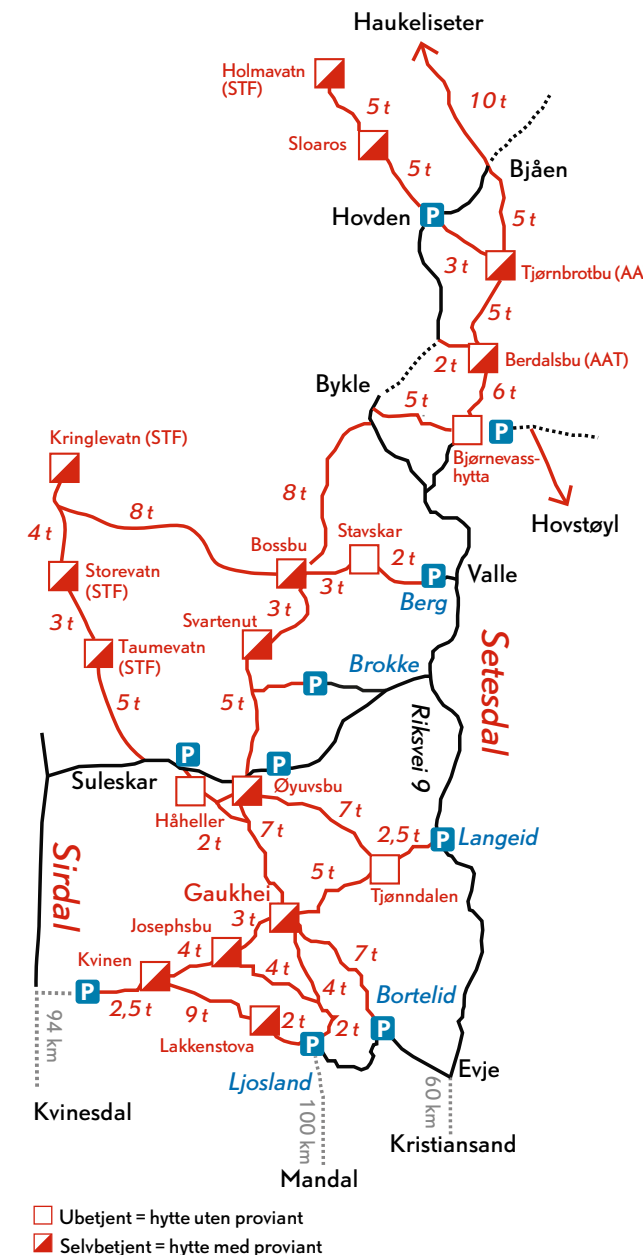 Haukeliseter
Holmavatn
(STF)
10 t
5 t
Sloaros
Bjåen
5 t
P
Hovden
5 t
3 t
Tjørnbrotbu (AA
5 t
2 t
Berdalsbu (AAT)
Bykle
5 t
6 t
P
Bjørnevass-
hytta
Kringlevatn (STF)
8 t
Hovstøyl
8 t
4 t
Stavskar
Bossbu
2 t
3 t
P
Valle
Berg
Storevatn
(STF)
3 t
Svartenut
3 t
Taumevatn
(STF)
Brokke
P
Setesdal
5 t
5 t
Riksvei 9
P
P
Suleskar
Øyuvsbu
Håheller
2 t
7 t
7 t
2,5 t
P
Langeid
5 t
Tjønndalen
Sirdal
Gaukhei
Josephsbu
3 t
Kvinen
4 t
4 t
4 t
7 t
Bortelid
P
2,5 t
9 t
2 t
2 t
P
P
Lakkenstova
Ljosland
Evje
94 km
100 km
60 km
Kvinesdal
Kristiansand
Mandal
Ubetjent = hytte uten proviant
Selvbetjent = hytte med proviant